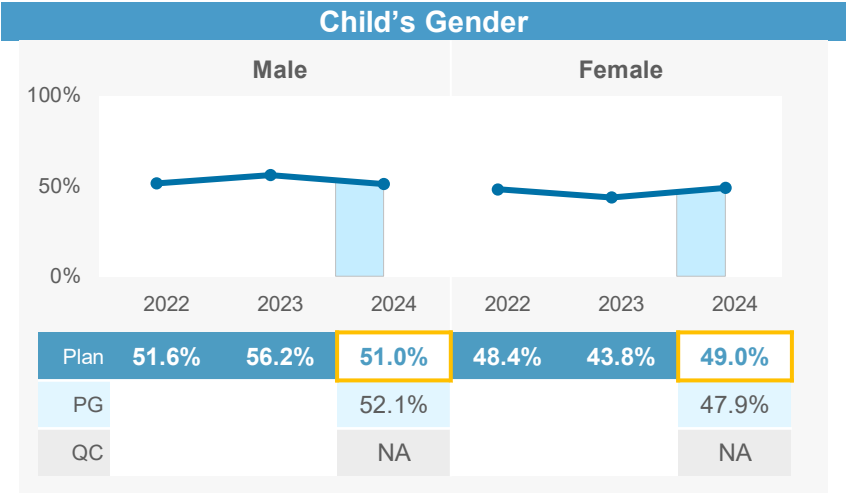 Child’s Gender
Male Female
100%
50%
0%
2022 2023 2024 2022 2023 2024
Plan 51.6% 56.2% 51.0% 48.4% 43.8% 49.0%
PG 52.1% 47.9%
QC NA NA